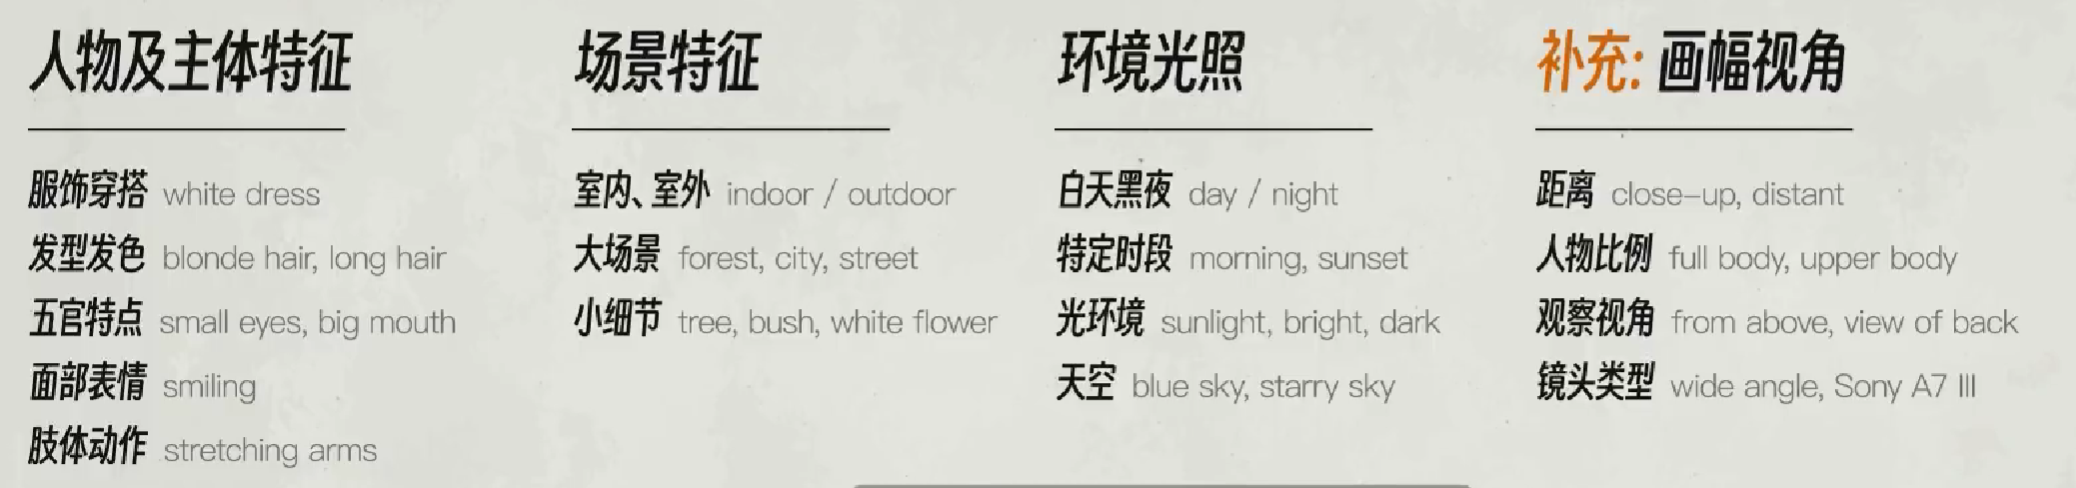 人物及主体特征
服饰穿搭 white dress
发型发色 blonde hair, long hair
五官特点 small eyes, big mouth
面部表情 smiling
肢体动作 stretching arms
场景特征
室内、室外 indoor / outdoor
大场景 forest, city, street
小细节 tree, bush, white flower
环境光照
白天黑夜 day / night
特定时段 morning, sunset
光环境 sunlight, bright, dark
天空 blue sky, starry sky
补充: 画幅视角
距离 close-up, distant
人物比例 full body, upper body
观察视角 from above, view of back
镜头类型 wide angle, Sony A7 III